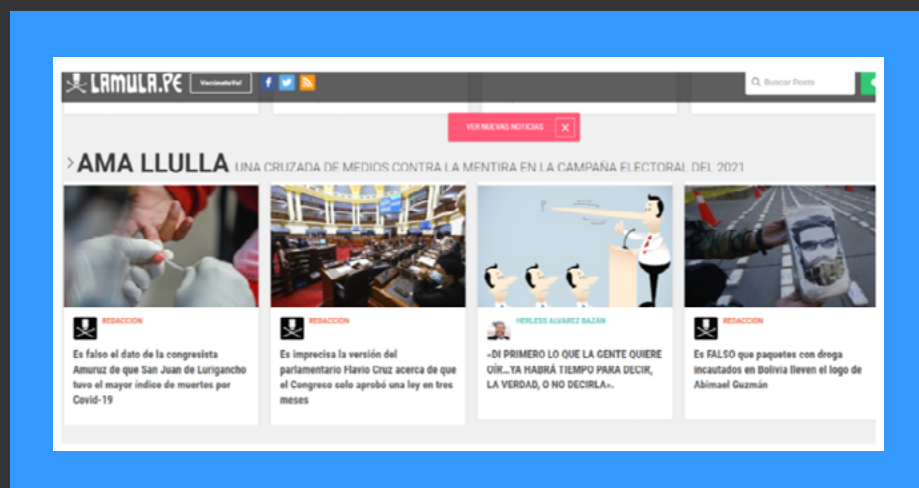 LAMULA.PE
VacúnateYa!
Buscar Posts
VER NUEVAS NOTICIAS X
>AMA LLULLA UNA CRUZADA DE MEDIOS CONTRA LA MENTIRA EN LA CAMPAÑA ELECTORAL DEL 2021
REDACCIÓN
Es falso el dato de la congresista
Amuruz de que San Juan de Lurigancho
tuvo el mayor índice de muertes por
Covid-19
REDACCIÓN
Es imprecisa la versión del
parlamentario Flavio Cruz acerca de que
el Congreso solo aprobó una ley en tres
meses
HERLESS ALVAREZ BAZÁN
«DI PRIMERO LO QUE LA GENTE QUIERE
OÍR...YA HABRÁ TIEMPO PARA DECIR,
LA VERDAD, O NO DECIRLA».
REDACCIÓN
Es FALSO que paquetes con droga
incautados en Bolivia lleven el logo de
Abimael Guzmán